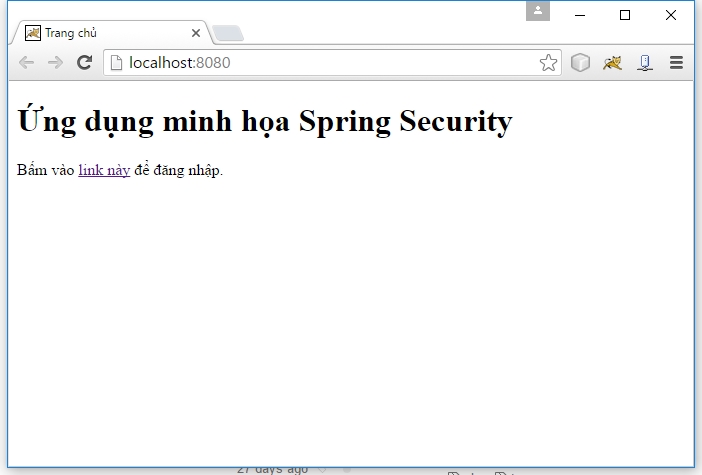 Trang chủ
localhost:8080
Ứng dụng minh họa Spring Security
Bấm vào link này để đăng nhập.
27 days ago